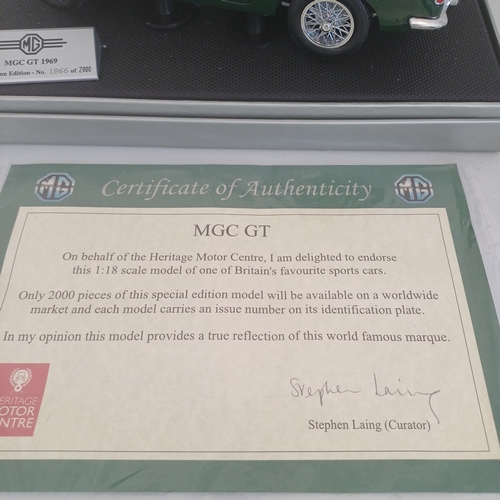 MG
MGC GT 1969
on Edition - No. 1866 of 2000
MG Certificate of Authenticity MG
MGC GT
On behalf of the Heritage Motor Centre, I am delighted to endorse
this 1:18 scale model of one of Britain's favourite sports cars.
Only 2000 pieces of this special edition model will be available on a worldwide
market and each model carries an issue number on its identification plate.
In my opinion this model provides a true reflection of this world famous marque.
Stephen Laing
Stephen Laing (Curator)
ERITAGE
OTOR
ENTRE